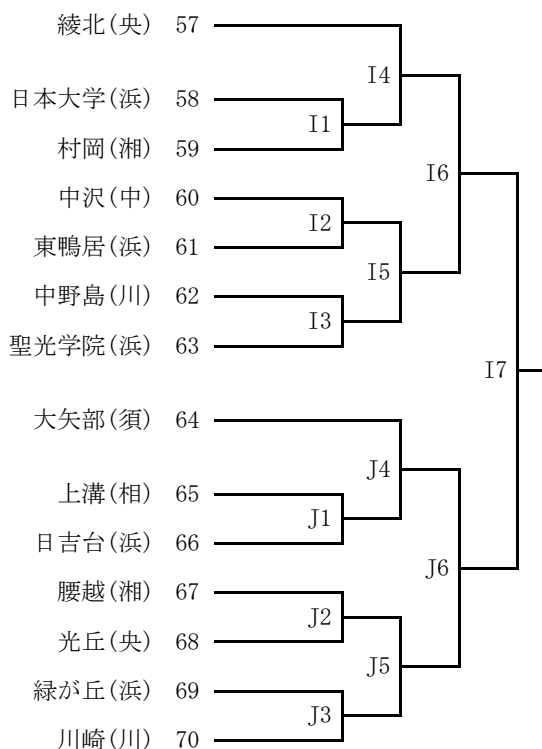 綾北(央) 57
I4
日本大学(浜) 58
I1
村岡(湘) 59
I6
中沢(中) 60
I2
東鴨居(浜) 61
I5
中野島(川) 62
I3
聖光学院(浜) 63
I7
大矢部(須) 64
J4
上溝(相) 65
J1
日吉台(浜) 66
J6
腰越(湘) 67
J2
光丘(央) 68
J5
緑が丘(浜) 69
J3
川崎(川) 70